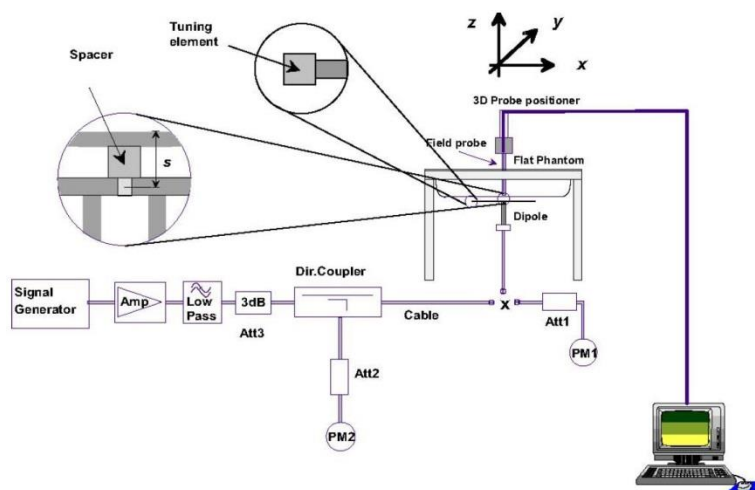 Tuning
element
Spacer
s
z
y
x
3D Probe positioner
Field probe
Flat Phantom
Dipole
Signal
Generator
Amp
Low
Pass
3dB
Att3
Dir.Coupler
Cable
x
Att1
PM1
Att2
PM2